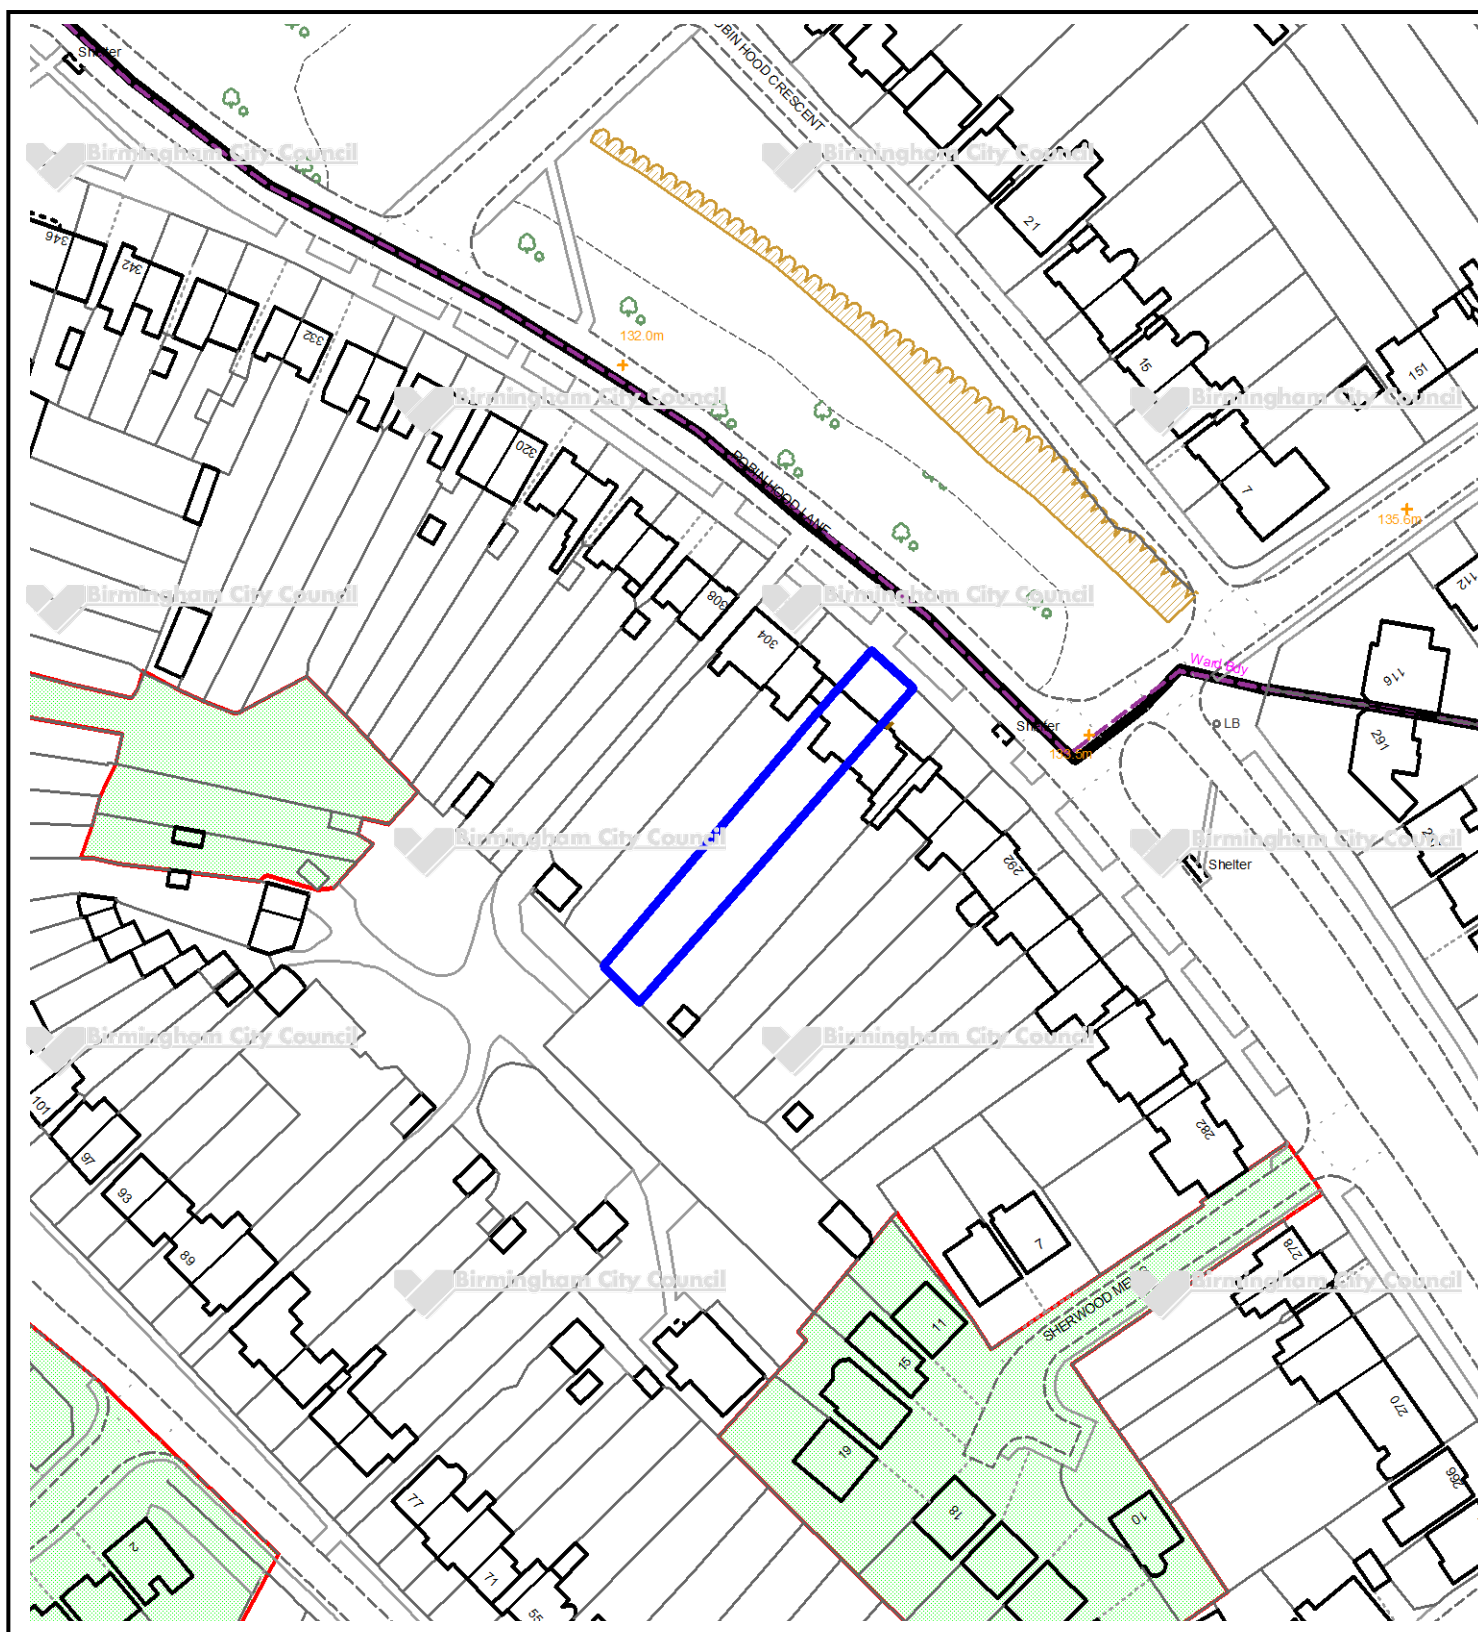 Shelter
ROBIN HOOD CRESCENT
Birmingham City Council
Birmingham City Council
21
346
342
332
132.0m
15
151
Birmingham City Council
Birmingham City Council
320
ROBIN HOOD LANE
7
135.6m
112
Birmingham City Council
Birmingham City Council
308
304
Ward Bdy
116
LB
Shelter
133.5m
291
Birmingham City Council
Birmingham City Council
292
Shelter
Birmingham City Council
Birmingham City Council
101
97
282
93
89
7
278
Birmingham City Council
Birmingham City Council
SHERWOOD MEWS
11
15
270
19
266
77
18
10
2
71
55